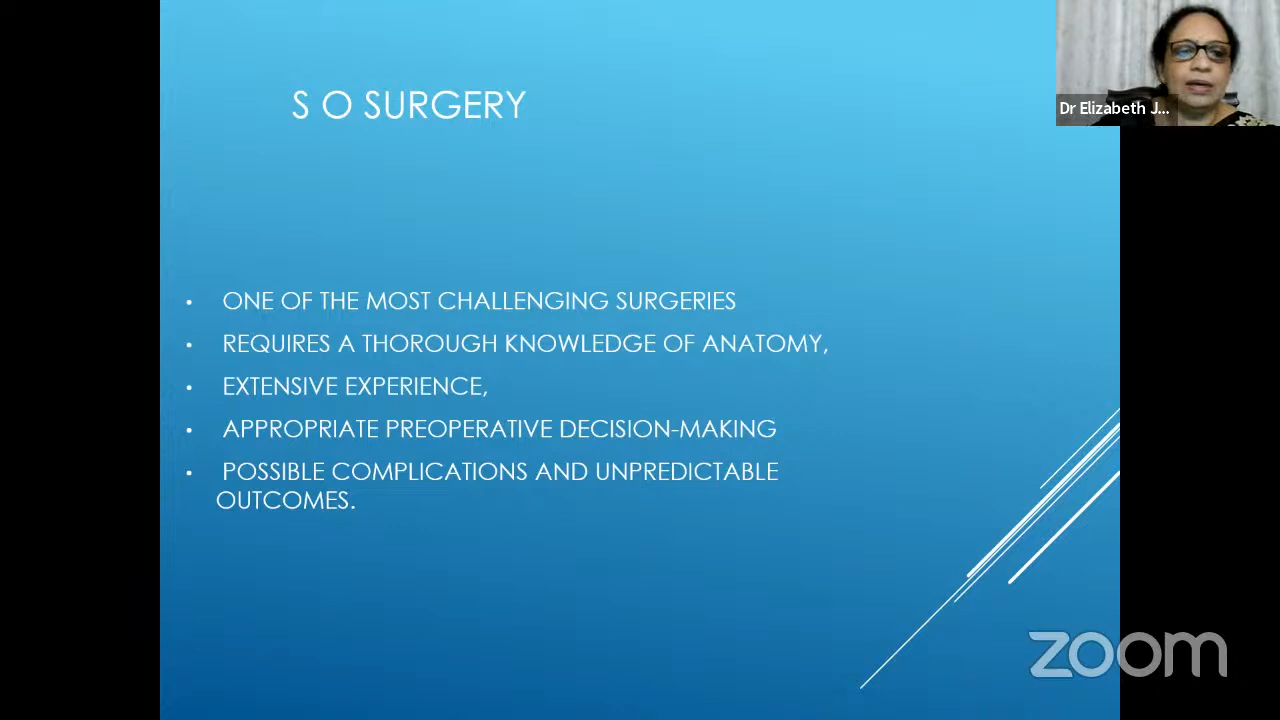 S O SURGERY
Dr Elizabeth J...
• ONE OF THE MOST CHALLENGING SURGERIES
• REQUIRES A THOROUGH KNOWLEDGE OF ANATOMY,
• EXTENSIVE EXPERIENCE,
• APPROPRIATE PREOPERATIVE DECISION-MAKING
• POSSIBLE COMPLICATIONS AND UNPREDICTABLE
OUTCOMES.
zoom